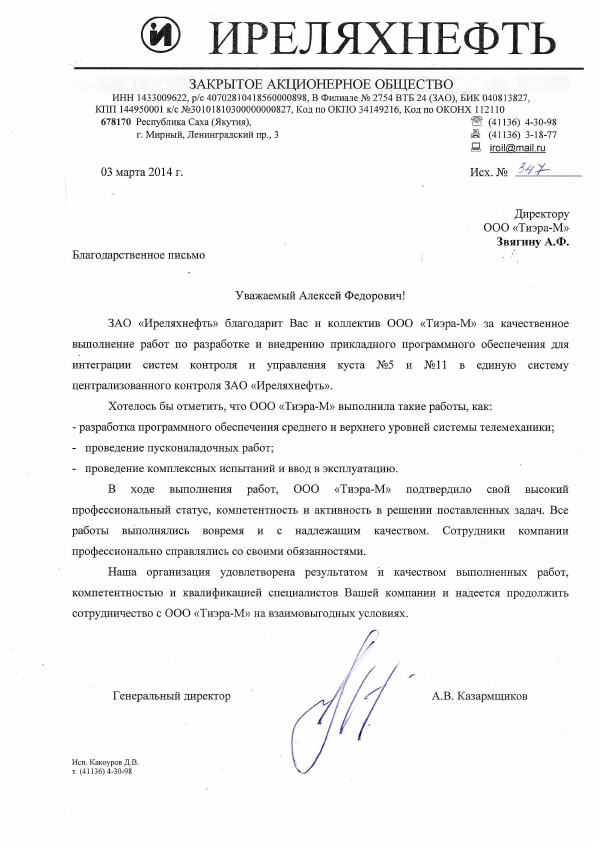 ИРЕЛЯХНЕФТЬ
ЗАКРЫТОЕ АКЦИОНЕРНОЕ ОБЩЕСТВО
ИНН 1433009622, р/с 40702810418560000898, В Филиале № 2754 ВТБ 24 (ЗАО), БИК 040813827,
КПП 144950001 к/с №30101810300000000827, Код по ОКПО 34149216, Код по ОКОНХ 112110
678170 Республика Саха (Якутия),
г. Мирный, Ленинградский пр., 3
(41136) 4-30-98
(41136) 3-18-77
iroil@mail.ru
03 марта 2014 г.
Исх. № 347
Директору
ООО «Тиэра-М»
Звягину А.Ф.
Благодарственное письмо
Уважаемый Алексей Федорович!
ЗАО «Иреляхнефть» благодарит Вас и коллектив ООО «Тиэра-М» за качественное
выполнение работ по разработке и внедрению прикладного программного обеспечения для
интеграции систем контроля и управления куста №5 и №11 в единую систему
централизованного контроля ЗАО «Иреляхнефть».
Хотелось бы отметить, что ООО «Тиэра-М» выполнила такие работы, как:
- разработка программного обеспечения среднего и верхнего уровней системы телемеханики;
- проведение пусконаладочных работ;
- проведение комплексных испытаний и ввод в эксплуатацию.
В ходе выполнения работ, ООО «Тиэра-М» подтвердило свой высокий
профессиональный статус, компетентность и активность в решении поставленных задач. Все
работы выполнялись вовремя и с надлежащим качеством. Сотрудники компании
профессионально справлялись со своими обязанностями.
Наша организация удовлетворена результатом и качеством выполненных работ,
компетентностью и квалификацией специалистов Вашей компании и надеется продолжить
сотрудничество с ООО «Тиэра-М» на взаимовыгодных условиях.
Генеральный директор
А.В. Казармщиков
Исп. Какоуров Д.В.
т. (41136) 4-30-98